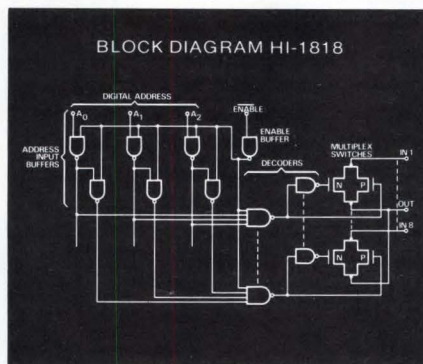 BLOCK DIAGRAM HI-1818
DIGITAL ADDRESS
A0
A1
A2
ENABLE
ADDRESS
INPUT
BUFFERS
ENABLE
BUFFER
DECODERS
MULTIPLEX
SWITCHES
IN 1
N
P
OUT
IN 8
N
P